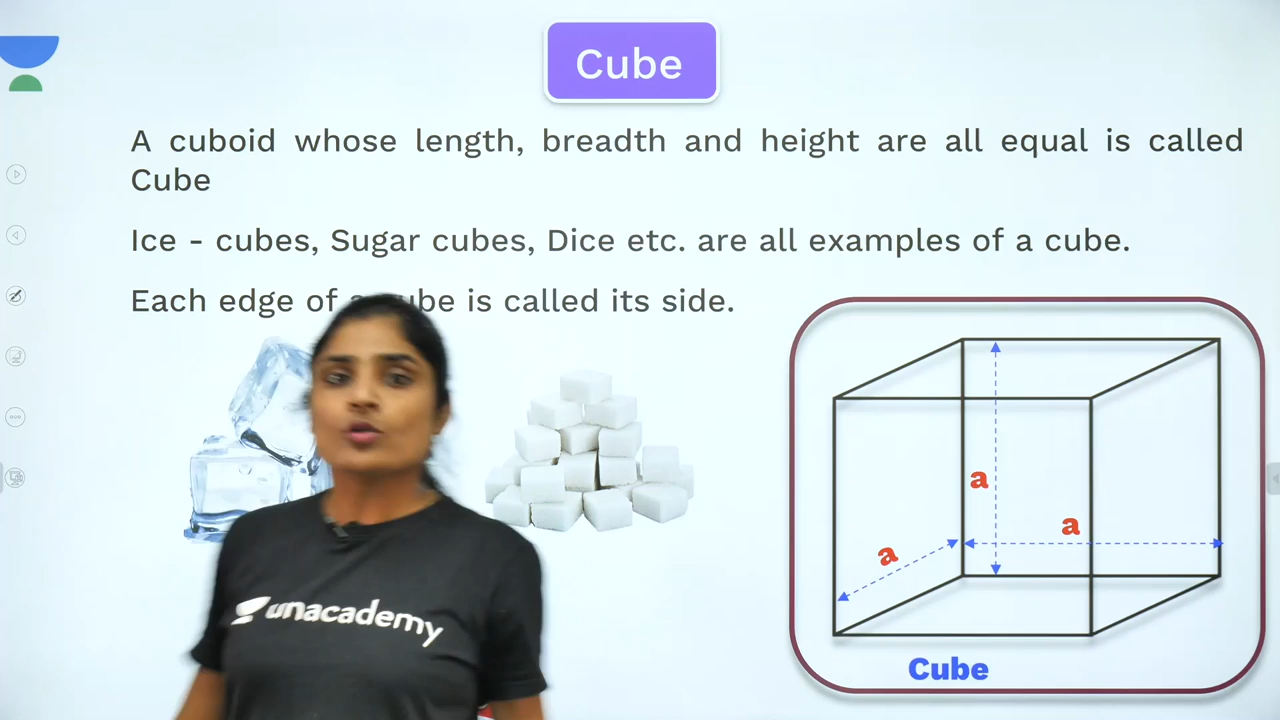 Cube
A cuboid whose length, breadth and height are all equal is called
Cube
Ice - cubes, Sugar cubes, Dice etc. are all examples of a cube.
Each edge of a cube is called its side.
a
a
a
Cube
unacademy